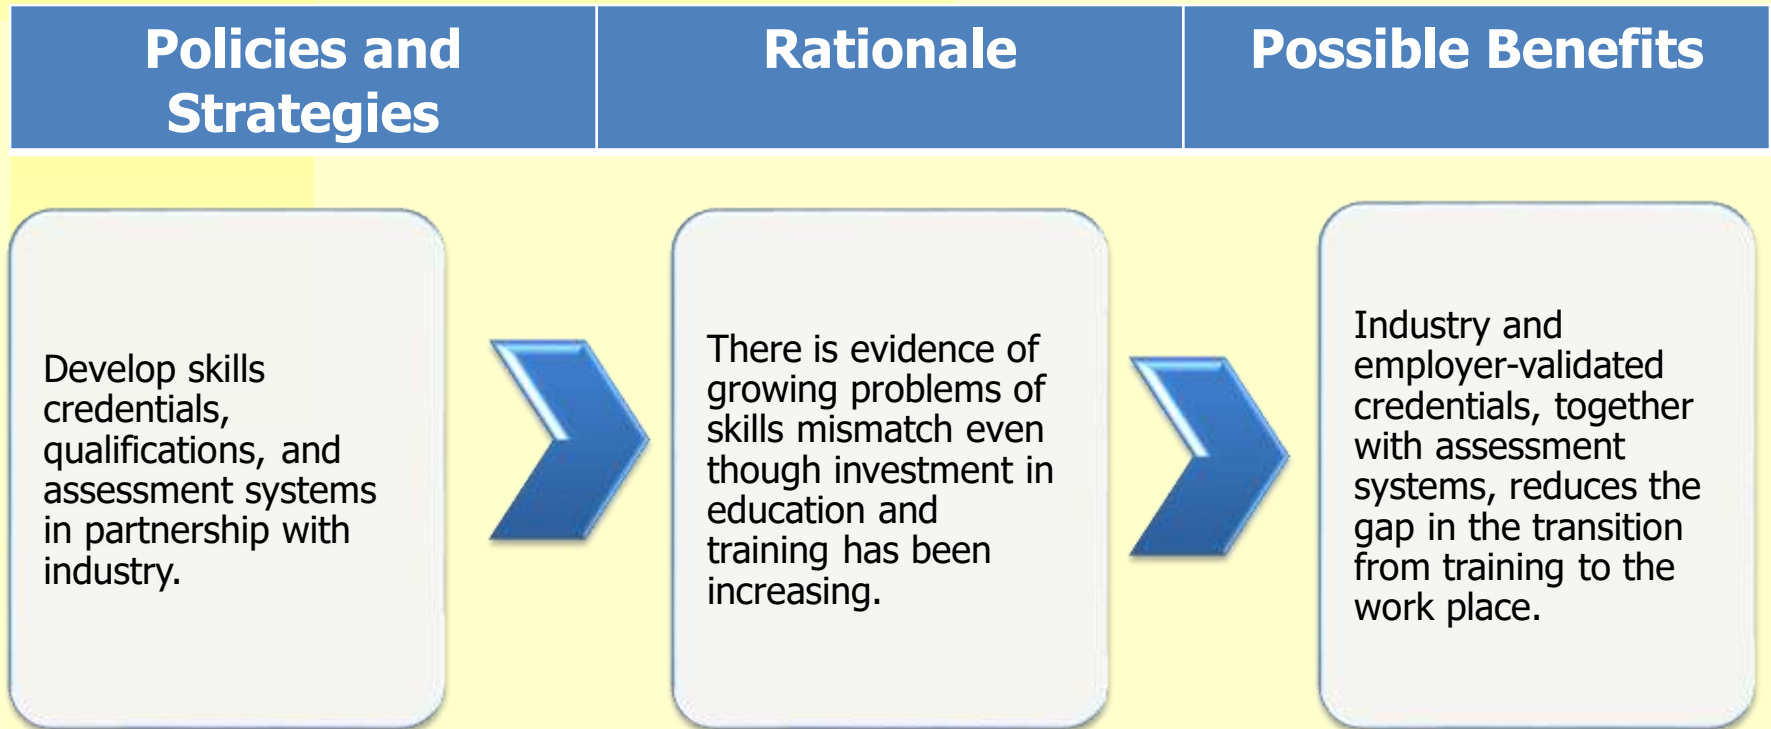 Policies and
Strategies
Rationale
Possible Benefits
Develop skills
credentials,
qualifications, and
assessment systems
in partnership with
industry.
There is evidence of
growing problems of
skills mismatch even
though investment in
education and
training has been
increasing.
Industry and
employer-validated
credentials, together
with assessment
systems, reduces the
gap in the transition
from training to the
work place.